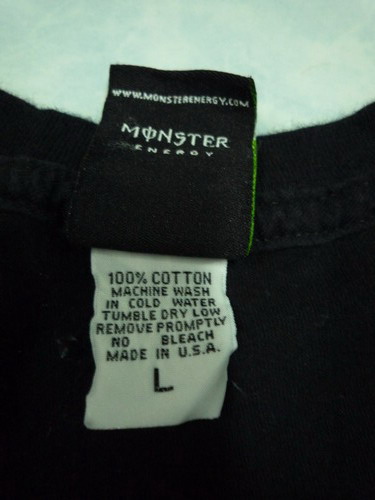 WWW.MONSTERENERGY.COM
MONSTER
ENERGY
100% COTTON
MACHINE WASH
IN COLD WATER
TUMBLE DRY LOW
REMOVE PROMPTLY
NO BLEACH
MADE IN U.S.A.
L